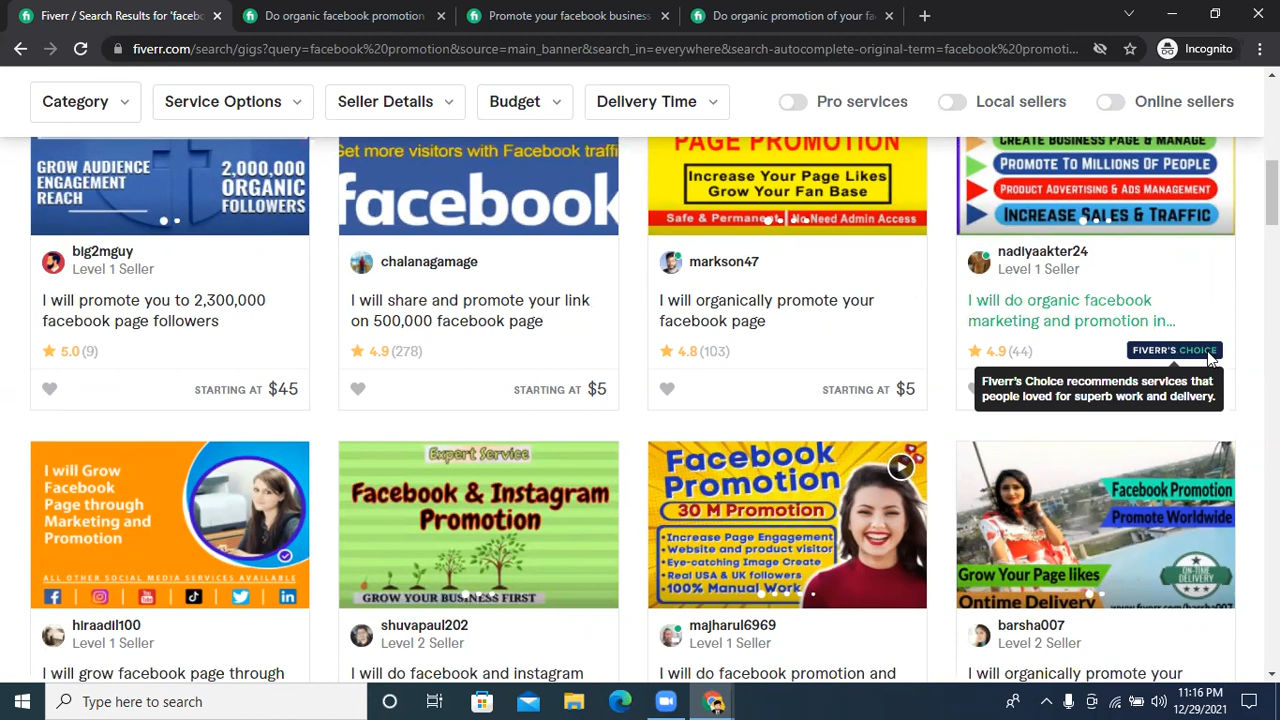 Fiverr / Search Results for 'facebo
Do organic facebook promotion
Promote your facebook business
Do organic promotion of your fa
fiverr.com/search/gigs?query=facebook%20promotion&source=main_banner&search_in=everywhere&search-autocomplete-original-term=facebook%20promoti...
Incognito
Category
Service Options
Seller Details
Budget
Delivery Time
Pro services
Local sellers
Online sellers
GROW AUDIENCE
ENGAGEMENT
REACH
2,000,000
ORGANIC
FOLLOWERS
Get more visitors with Facebook traffi
facebook
PAGE PROMOTION
Increase Your Page Likes
Grow Your Fan Base
Safe & Permanent No Need Admin Access
CREATE BUSINESS PAGE & MANAGE
PROMOTE TO MILLIONS OF PEOPLE
PRODUCT ADVERTISING & ADS MANAGEMENT
INCREASE SALES & TRAFFIC
big2mguy
Level 1 Seller
I will promote you to 2,300,000
facebook page followers
5.0 (9)
STARTING AT $45
chalanagamage
I will share and promote your link
on 500,000 facebook page
4.9 (278)
STARTING AT $5
markson47
I will organically promote your
facebook page
4.8 (103)
STARTING AT $5
nadiyaakter24
Level 1 Seller
I will do organic facebook
marketing and promotion in...
4.9 (44)
FIVERR'S CHOICE
Fiverr's Choice recommends services that
people loved for superb work and delivery.
I will Grow
Facebook
Page through
Marketing and
Promotion
ALL OTHER SOCIAL MEDIA SERVICES AVAILABLE
Expert Service
Facebook & Instagram
Promotion
GROW YOUR BUSINESS FIRST
Facebook
Promotion
30 M Promotion
•Increase Page Engagement
•Website and product visitor
•Eye-catching Image Create
•Real USA & UK followers
•100% Manual Work
Facebook Promotion
Promote Worldwide
Grow Your Page likes
Ontime Delivery
ON-TIME
DELIVERY
www.fiverr.com/barsha007
hiraadil100
Level 1 Seller
I will grow facebook page through
shuvapaul202
Level 2 Seller
I will do facebook and instagram
majharul6969
Level 1 Seller
I will do facebook promotion and
barsha007
Level 2 Seller
I will organically promote your
Type here to search
11:16 PM
12/29/2021